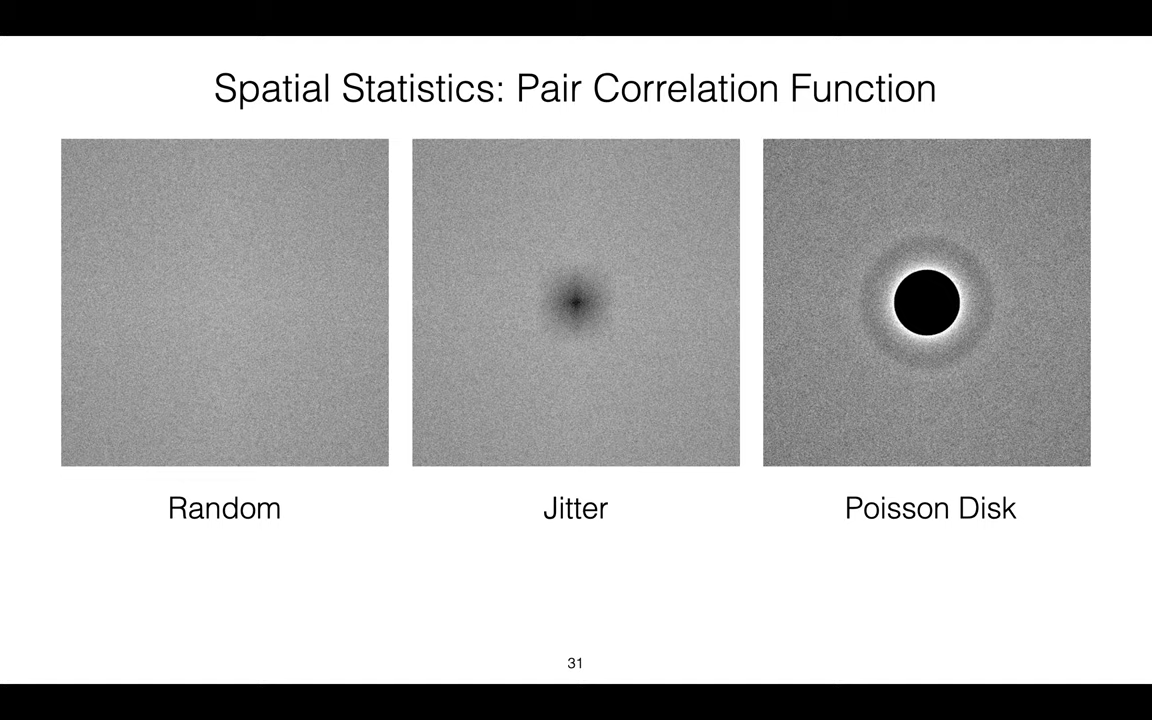 Spatial Statistics: Pair Correlation Function
Random
Jitter
Poisson Disk
31